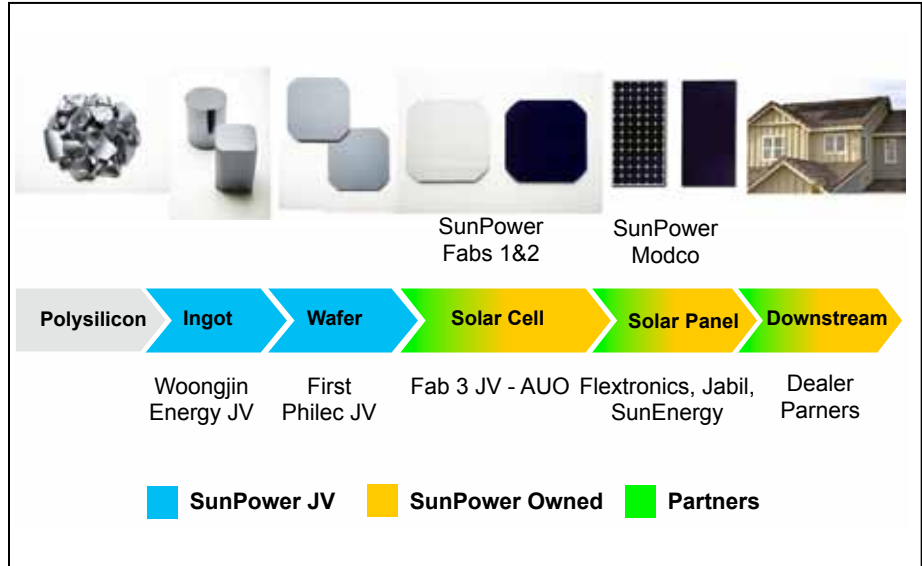 SunPower
Fabs 1&2
SunPower
Modco
Polysilicon
Ingot
Wafer
Solar Cell
Solar Panel
Downstream
Woongjin
Energy JV
First
Philec JV
Fab 3 JV - AUO
Flextronics, Jabil,
SunEnergy
Dealer
Parners
SunPower JV
SunPower Owned
Partners